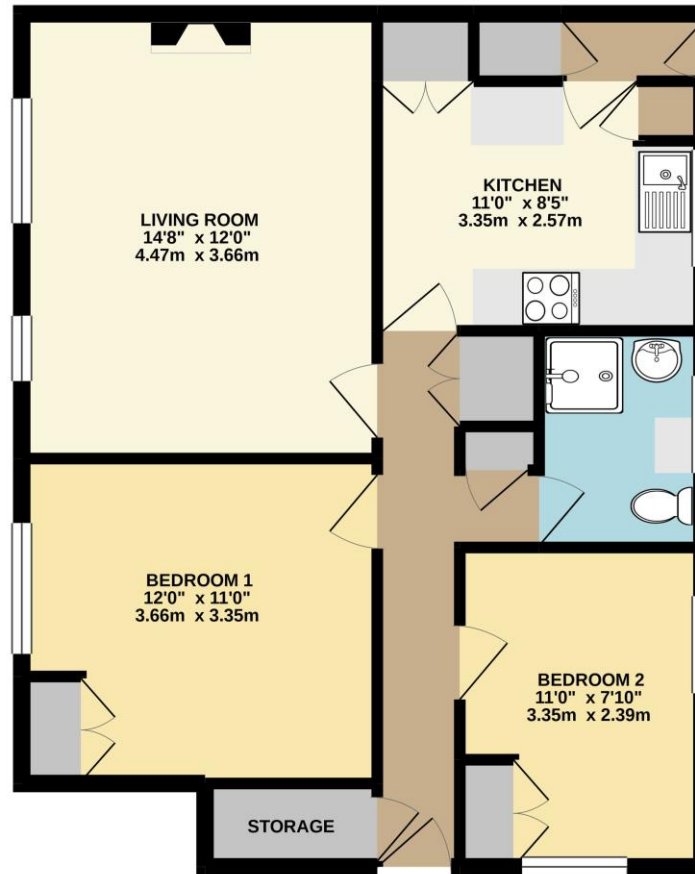 LIVING ROOM
14'8" x 12'0"
4.47m x 3.66m
KITCHEN
11'0" x 8'5"
3.35m x 2.57m
BEDROOM 1
12'0" x 11'0"
3.66m x 3.35m
BEDROOM 2
11'0" x 7'10"
3.35m x 2.39m
STORAGE